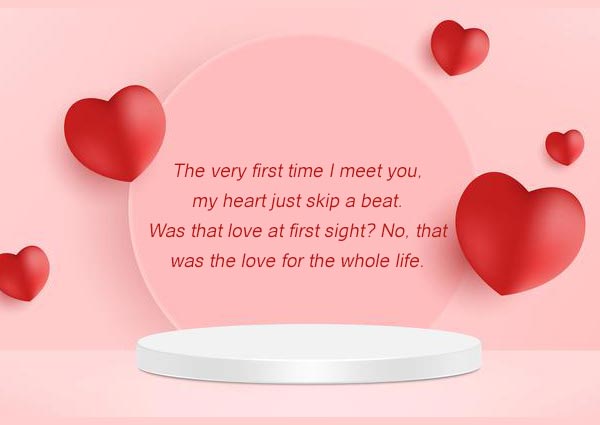 The very first time I meet you,
my heart just skip a beat.
Was that love at first sight? No, that
was the love for the whole life.